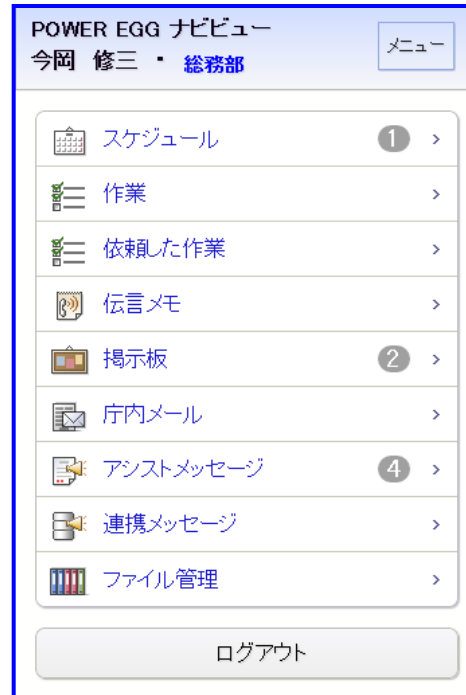 POWER EGG ナビビュー
今岡 修三 ・ 総務部
メニュー
スケジュール 1 >
作業 >
依頼した作業 >
伝言メモ >
掲示板 2 >
庁内メール >
アシストメッセージ 4 >
連携メッセージ >
ファイル管理 >
ログアウト